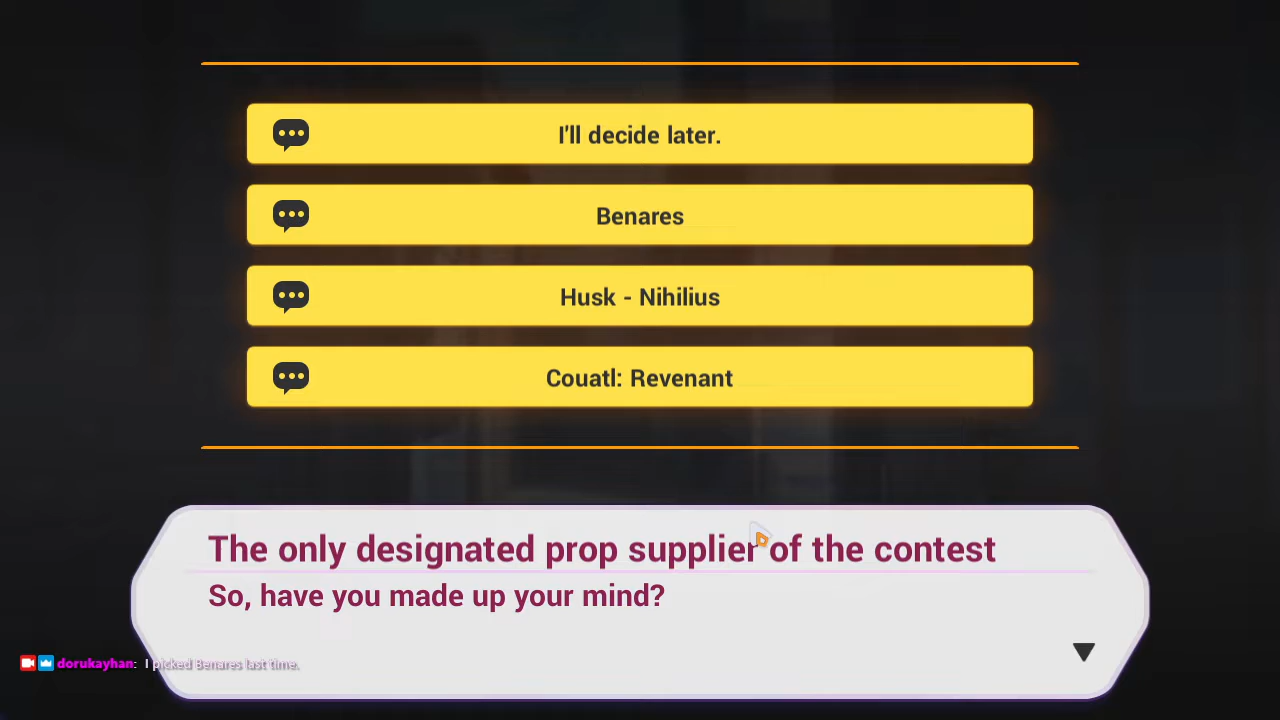 I'll decide later.
Benares
Husk - Nihilius
Couatl: Revenant
The only designated prop supplier of the contest
So, have you made up your mind?
dorukayhan: I picked Benares last time.